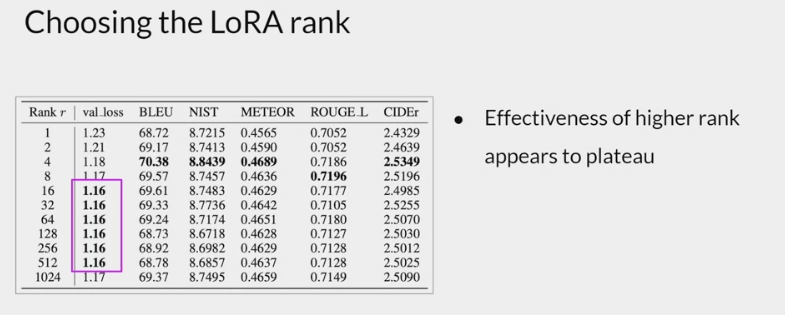 Choosing the LoRA rank
Rank r val_loss BLEU NIST METEOR ROUGE_L CIDEr
1 1.23 68.72 8.7215 0.4565 0.7052 2.4329
2 1.21 69.17 8.7413 0.4590 0.7052 2.4639
4 1.18 70.38 8.8439 0.4689 0.7186 2.5349
8 1.17 69.57 8.7457 0.4636 0.7196 2.5196
16 1.16 69.61 8.7483 0.4629 0.7177 2.4985
32 1.16 69.33 8.7736 0.4642 0.7105 2.5255
64 1.16 69.24 8.7174 0.4651 0.7180 2.5070
128 1.16 68.73 8.6718 0.4628 0.7127 2.5030
256 1.16 68.92 8.6982 0.4629 0.7128 2.5012
512 1.16 68.78 8.6857 0.4637 0.7128 2.5025
1024 1.17 69.37 8.7495 0.4659 0.7149 2.5090
• Effectiveness of higher rank
appears to plateau